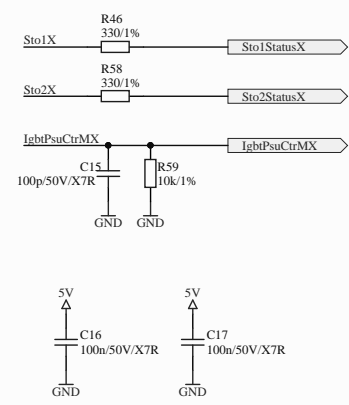 R46
330/1%
Sto1X
Sto1StatusX
R58
330/1%
Sto2X
Sto2StatusX
IgbtPsuCtrMX
IgbtPsuCtrMX
C15
100p/50V/X7R
R59
10k/1%
GND
GND
5V
5V
C16
100n/50V/X7R
C17
100n/50V/X7R
GND
GND